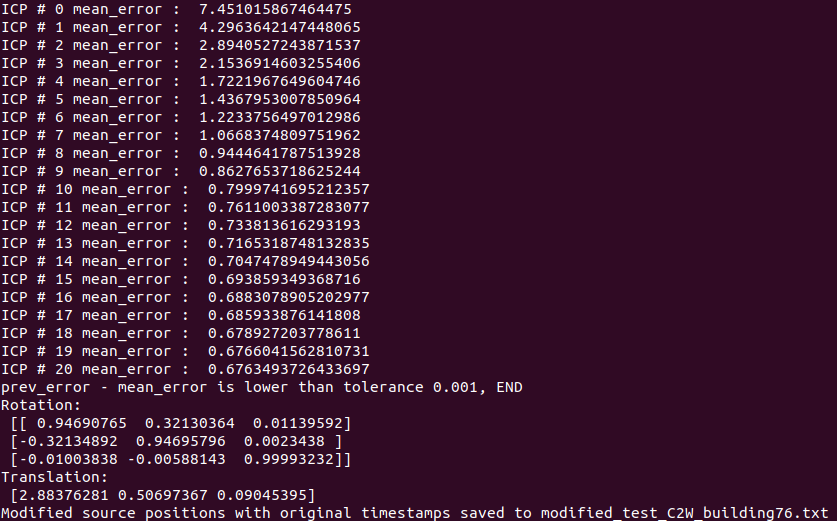 ICP # 0 mean_error :  7.451015867464475
ICP # 1 mean_error :  4.2963642147448065
ICP # 2 mean_error :  2.8940527243871537
ICP # 3 mean_error :  2.1536914603255406
ICP # 4 mean_error :  1.7221967649604746
ICP # 5 mean_error :  1.4367953007850964
ICP # 6 mean_error :  1.2233756497012986
ICP # 7 mean_error :  1.0668374809751962
ICP # 8 mean_error :  0.9444641787513928
ICP # 9 mean_error :  0.8627653718625244
ICP # 10 mean_error :  0.7999741695212357
ICP # 11 mean_error :  0.7611003387283077
ICP # 12 mean_error :  0.733813616293193
ICP # 13 mean_error :  0.7165318748132835
ICP # 14 mean_error :  0.7047478949443056
ICP # 15 mean_error :  0.693859349368716
ICP # 16 mean_error :  0.6883078905202977
ICP # 17 mean_error :  0.685933876141808
ICP # 18 mean_error :  0.678927203778611
ICP # 19 mean_error :  0.6766041562810731
ICP # 20 mean_error :  0.6763493726433697
prev_error - mean_error is lower than tolerance 0.001, END
Rotation:
 [[ 0.94690765  0.32130364  0.01139592]
 [-0.32134892  0.94695796  0.0023438 ]
 [-0.01003838 -0.00588143  0.99993232]]
Translation:
 [2.88376281 0.50697367 0.09045395]
Modified source positions with original timestamps saved to modified_test_C2W_building76.txt